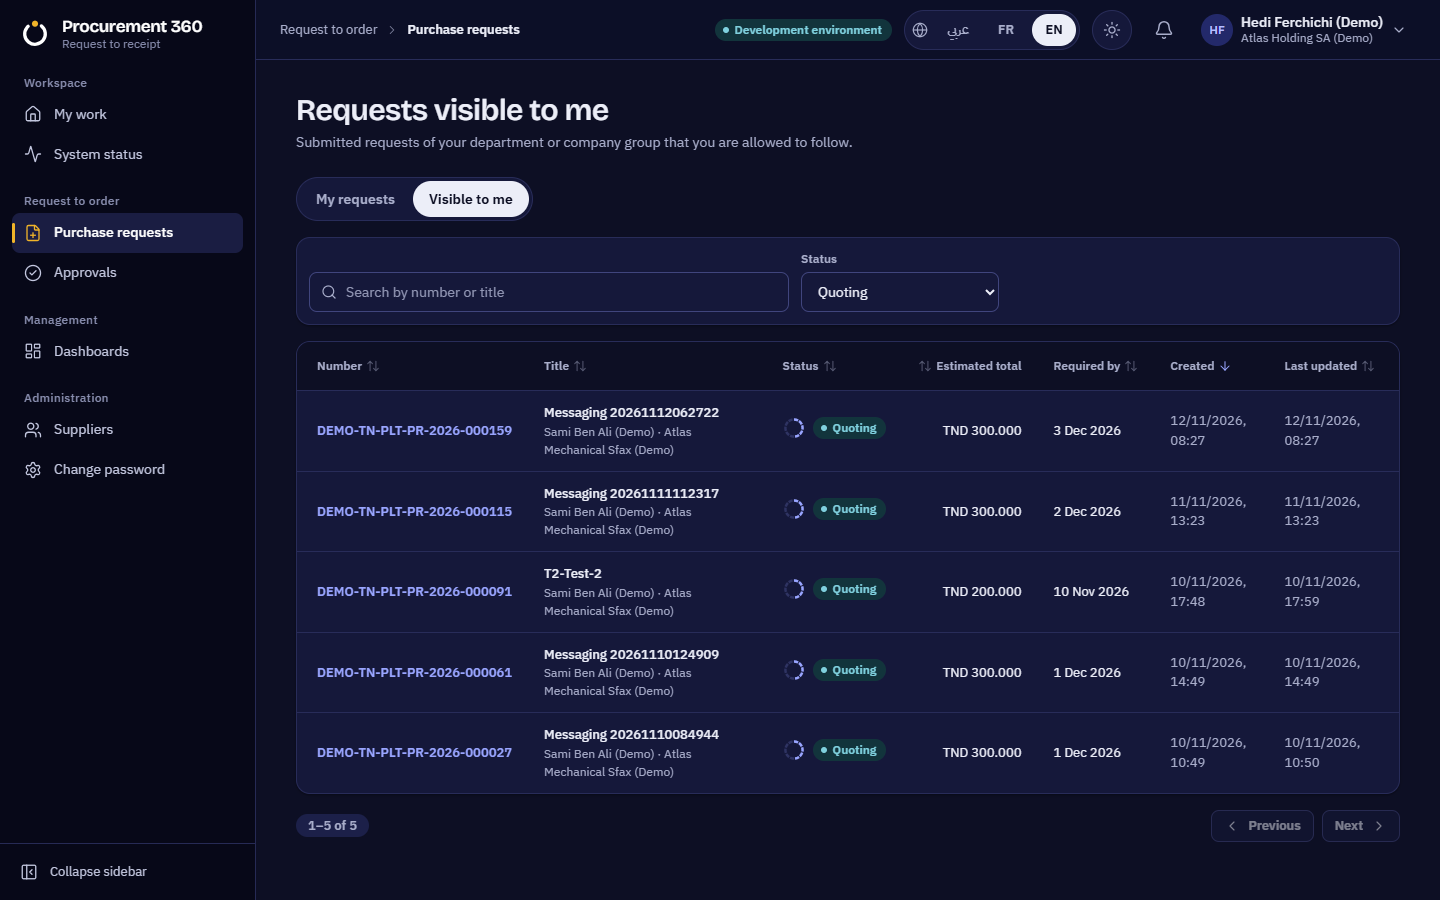 Procurement 360
Request to receipt
Workspace
My work
System status
Request to order
Purchase requests
Approvals
Management
Dashboards
Administration
Suppliers
Change password
Collapse sidebar
Request to order > Purchase requests
Development environment
عربي FR EN
HF
Hedi Ferchichi (Demo)
Atlas Holding SA (Demo)
Requests visible to me
Submitted requests of your department or company group that you are allowed to follow.
My requests Visible to me
Status
Search by number or title
Quoting
Number Title Status Estimated total Required by Created Last updated
DEMO-TN-PLT-PR-2026-000159
Messaging 20261112062722
Sami Ben Ali (Demo) · Atlas
Mechanical Sfax (Demo)
Quoting
TND 300.000
3 Dec 2026
12/11/2026,
08:27
12/11/2026,
08:27
DEMO-TN-PLT-PR-2026-000115
Messaging 20261111112317
Sami Ben Ali (Demo) · Atlas
Mechanical Sfax (Demo)
Quoting
TND 300.000
2 Dec 2026
11/11/2026,
13:23
11/11/2026,
13:23
DEMO-TN-PLT-PR-2026-000091
T2-Test-2
Sami Ben Ali (Demo) · Atlas
Mechanical Sfax (Demo)
Quoting
TND 200.000
10 Nov 2026
10/11/2026,
17:48
10/11/2026,
17:59
DEMO-TN-PLT-PR-2026-000061
Messaging 20261110124909
Sami Ben Ali (Demo) · Atlas
Mechanical Sfax (Demo)
Quoting
TND 300.000
1 Dec 2026
10/11/2026,
14:49
10/11/2026,
14:49
DEMO-TN-PLT-PR-2026-000027
Messaging 20261110084944
Sami Ben Ali (Demo) · Atlas
Mechanical Sfax (Demo)
Quoting
TND 300.000
1 Dec 2026
10/11/2026,
10:49
10/11/2026,
10:50
1–5 of 5
Previous
Next